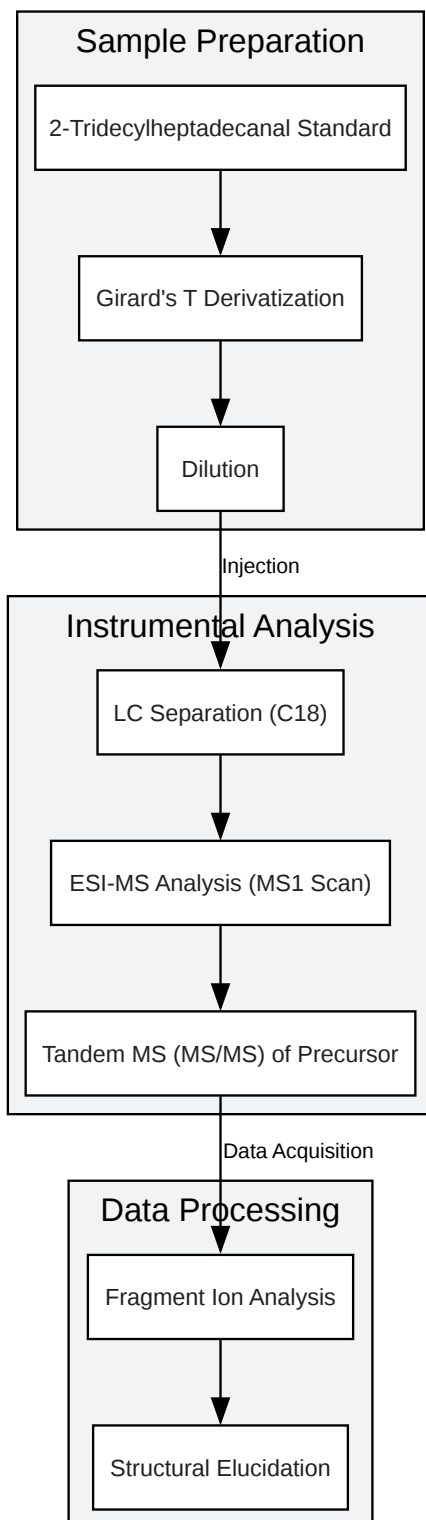 Sample Preparation
2-Tridecylheptadecanal Standard
Girard's T Derivatization
Dilution
Injection
Instrumental Analysis
LC Separation (C18)
ESI-MS Analysis (MS1 Scan)
Tandem MS (MS/MS) of Precursor
Data Acquisition
Data Processing
Fragment Ion Analysis
Structural Elucidation